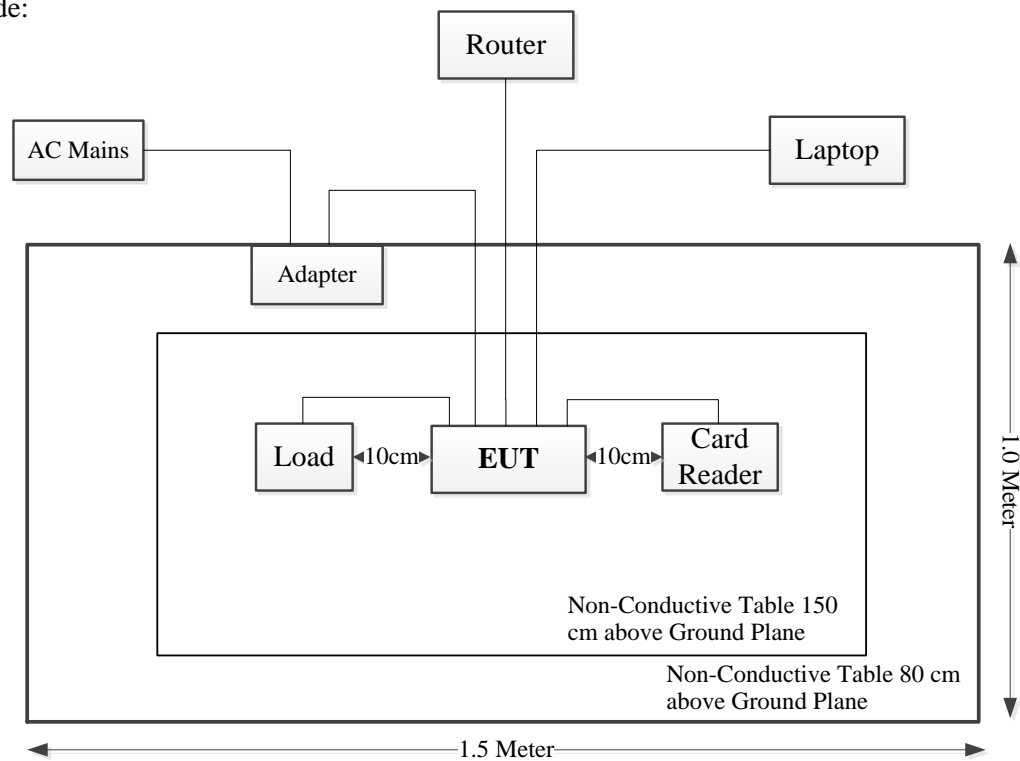 de:
Router
AC Mains
Laptop
Adapter
Load
10cm
EUT
10cm
Card
Reader
1.0 Meter
Non-Conductive Table 150
cm above Ground Plane
Non-Conductive Table 80 cm
above Ground Plane
1.5 Meter